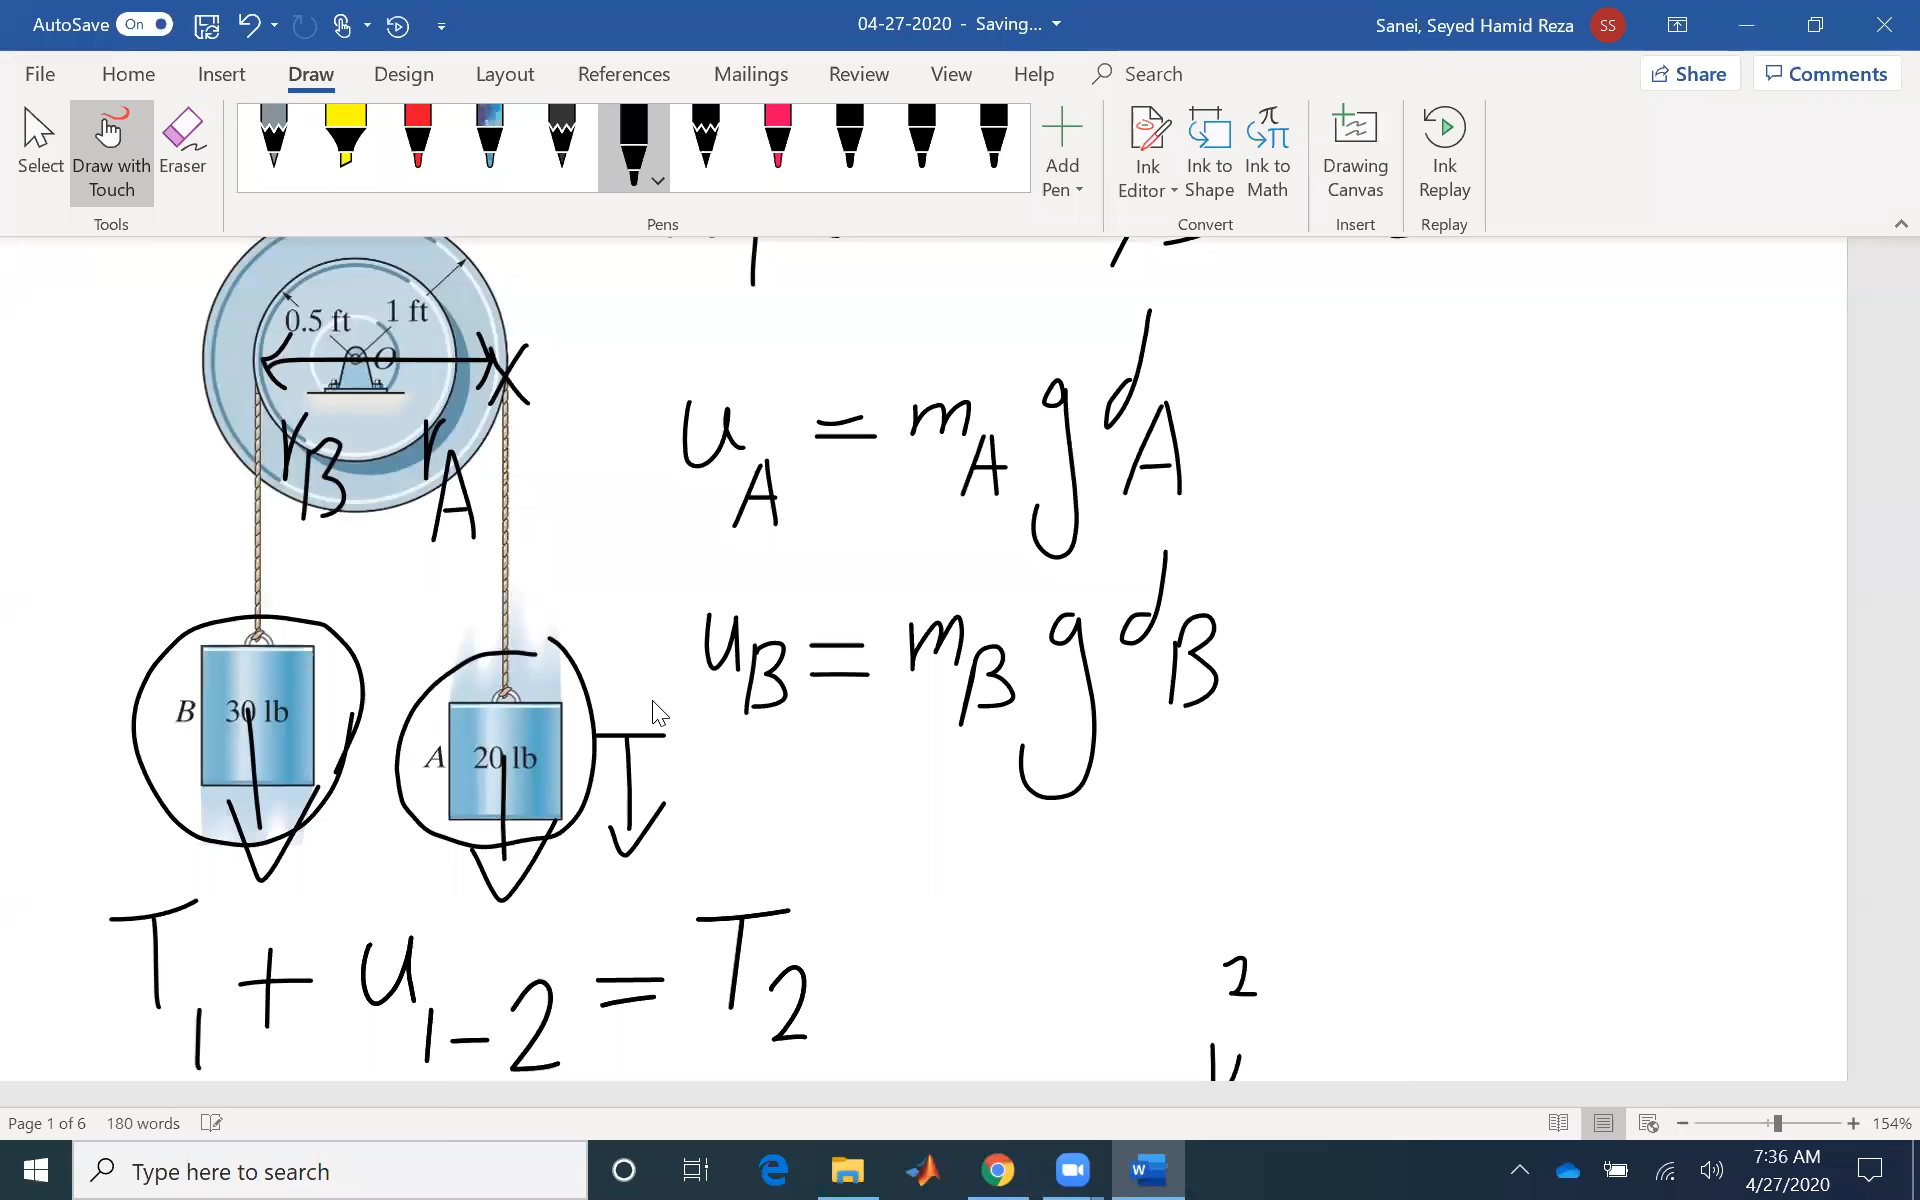 AutoSave On 04-27-2020 - Saving... Sanei, Seyed Hamid Reza SS
File Home Insert Draw Design Layout References Mailings Review View Help Search Share Comments
Select Draw with Touch Eraser Add Pen Ink Editor Ink to Shape Ink to Math Drawing Canvas Ink Replay
Tools Pens Convert Insert Replay
0.5 ft 1 ft
O
r_B r_A
u_A = m_A g d_A
u_B = m_B g d_B
B 30 lb
A 20 lb
T_1 + u_1-2 = T_2
2
Page 1 of 6 180 words 154%
Type here to search 7:36 AM
4/27/2020